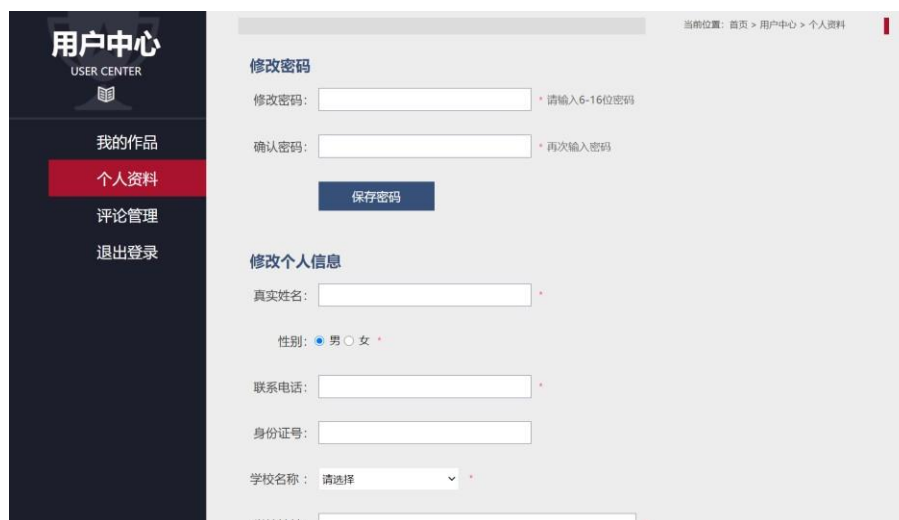 用户中心
USER CENTER
我的作品
个人资料
评论管理
退出登录
当前位置：首页 > 用户中心 > 个人资料
修改密码
修改密码： * 请输入6-16位密码
确认密码： * 再次输入密码
保存密码
修改个人信息
真实姓名： *
性别： 男 女 *
联系电话： *
身份证号：
学校名称： 请选择 *